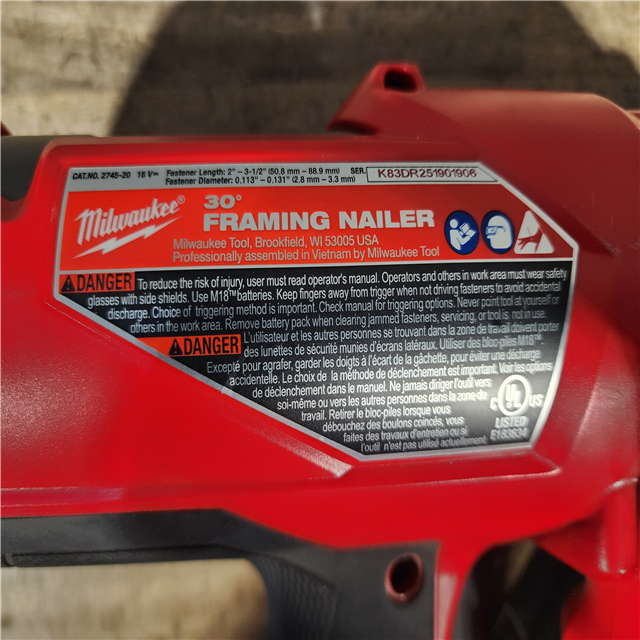 CAT.NO. 2745-20 18 V⎓ Fastener Length: 2" – 3-1/2" (50,8 mm – 88,9 mm) SER. K83DR251901906
Fastener Diameter: 0,113" – 0,131" (2,8 mm – 3,3 mm)
Milwaukee®
30°
FRAMING NAILER
Milwaukee Tool, Brookfield, WI 53005 USA
Professionally assembled in Vietnam by Milwaukee Tool
DANGER To reduce the risk of injury, user must read operator's manual. Operators and others in work area must wear safety
glasses with side shields. Use M18™ batteries. Keep fingers away from trigger when not driving fasteners to avoid accidental
discharge. Choice of triggering method is important. Check manual for triggering options. Never point tool at yourself or
others in the work area. Remove battery pack when clearing jammed fasteners, servicing, or tool is not in use.
DANGER L'utilisateur et les autres personnes se trouvant dans la zone de travail doivent porter
des lunettes de sécurité munies d'écrans latéraux. Utiliser des bloc-piles M18™.
Excepté pour agrafer, garder les doigts à l'écart de la gâchette, pour éviter une décharge
accidentelle. Le choix de la méthode de déclenchement est important. Voir les options
de déclenchement dans le manuel. Ne jamais diriger l'outil vers
soi-même ou vers les autres personnes dans la zone de
travail. Retirer le bloc-piles lorsque vous
débouchez des boulons coincés, vous
faites des travaux d'entretien ou si
l'outil n'est pas utilisé actuellement.
C UL US
LISTED
E183634